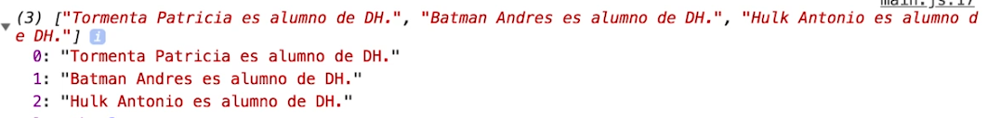 main.js:17
(3) ["Tormenta Patricia es alumno de DH.", "Batman Andres es alumno de DH.", "Hulk Antonio es alumno d
e DH."] i
0: "Tormenta Patricia es alumno de DH."
1: "Batman Andres es alumno de DH."
2: "Hulk Antonio es alumno de DH."